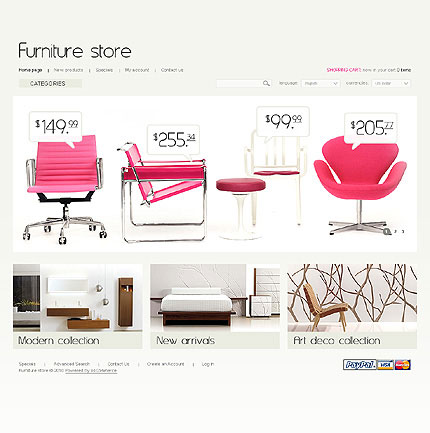 Furniture store
Home page | New products | Specials | My account | Contact us
SHOPPING CART: now in your cart 0 items
CATEGORIES
language: English
currencies: US Dollar
$149.99
$255.34
$99.99
$205.77
2 3
Modern collection
New arrivals
Art deco collection
Specials | Advanced Search | Contact Us | Create an Account | Log In
Furniture store © 2010 Powered by osCommerce
PayPal VISA